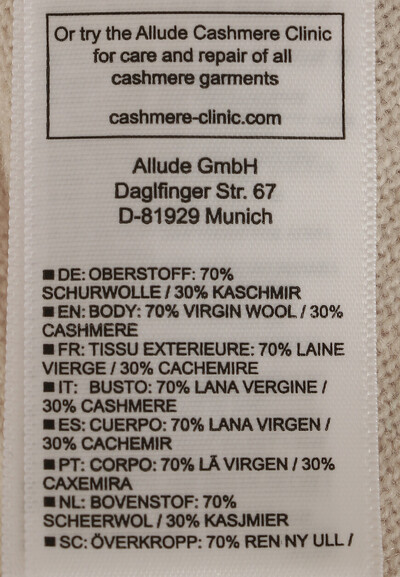 Or try the Allude Cashmere Clinic
for care and repair of all
cashmere garments
cashmere-clinic.com
Allude GmbH
Daglfinger Str. 67
D-81929 Munich
■ DE: OBERSTOFF: 70%
SCHURWOLLE / 30% KASCHMIR
■ EN: BODY: 70% VIRGIN WOOL / 30%
CASHMERE
■ FR: TISSU EXTERIEURE: 70% LAINE
VIERGE / 30% CACHEMIRE
■ IT: BUSTO: 70% LANA VERGINE /
30% CASHMERE
■ ES: CUERPO: 70% LANA VIRGEN /
30% CACHEMIR
■ PT: CORPO: 70% LÃ VIRGEN / 30%
CAXEMIRA
■ NL: BOVENSTOF: 70%
SCHEERWOL / 30% KASJMIER
■ SC: ÖVERKROPP: 70% REN NY ULL /